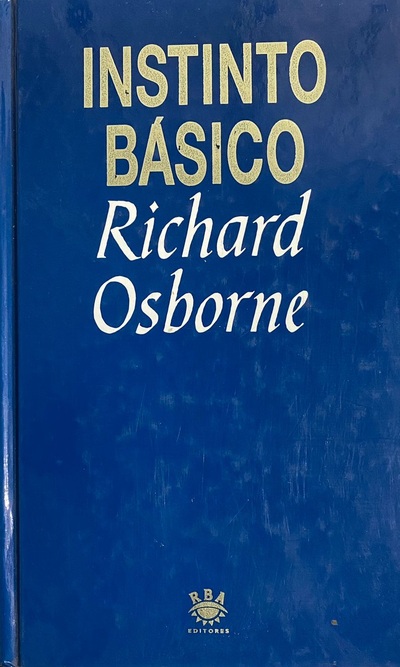 INSTINTO
BÁSICO
Richard
Osborne
RBA
EDITORES